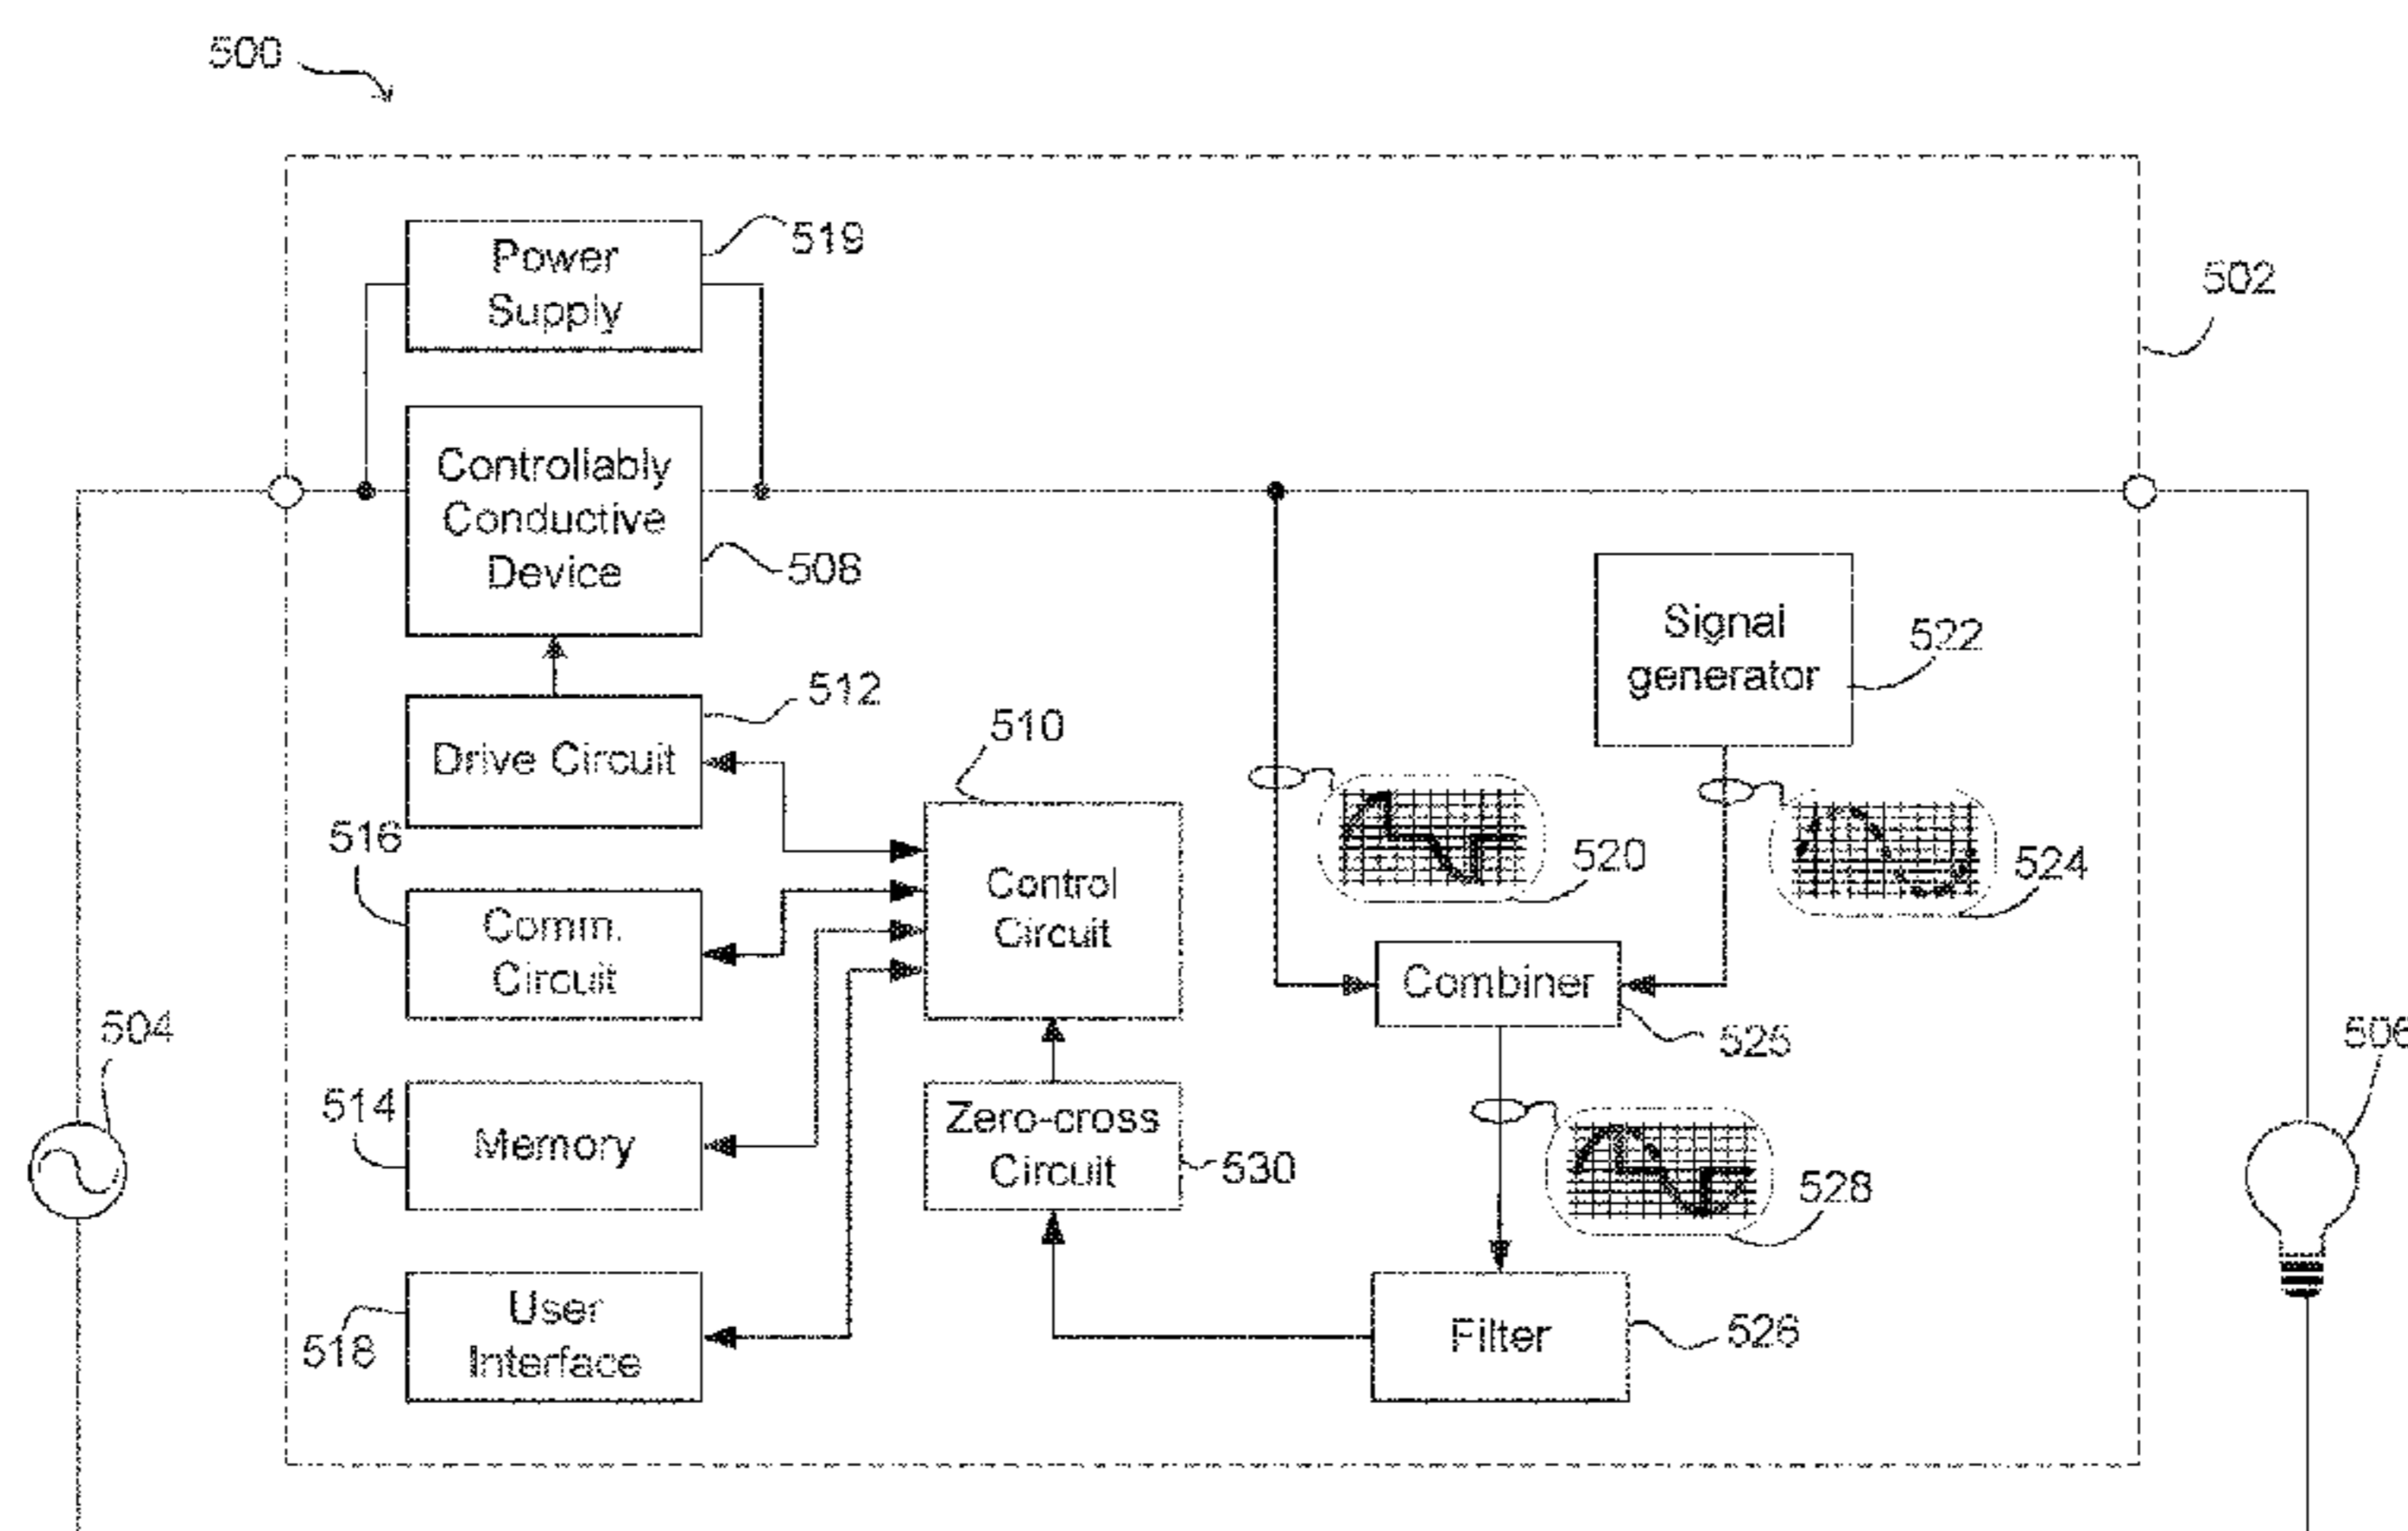 500
Power
Supply
519
502
Controllably
Conductive
Device
508
Signal
generator
522
512
Drive Circuit
510
516
Control
Circuit
520
524
Comm.
Circuit
Combiner
525
504
506
514
Memory
Zero-cross
Circuit
530
528
User
Interface
518
Filter
526